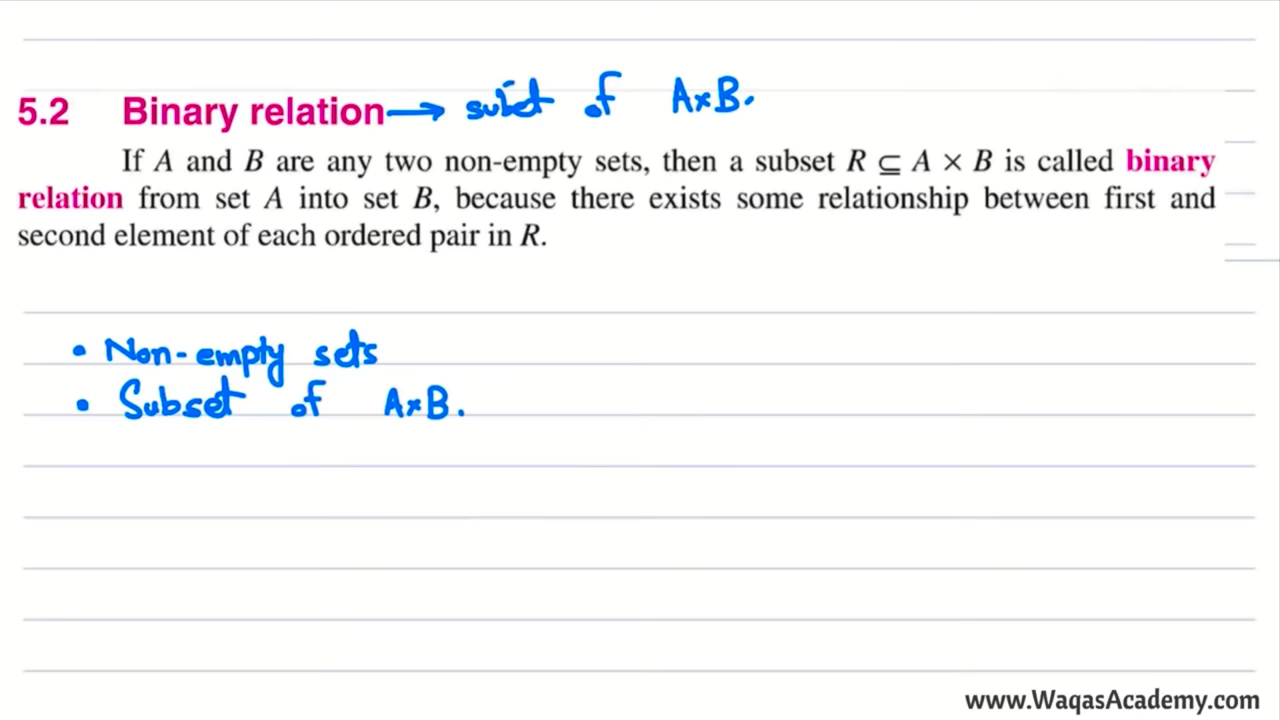 5.2 Binary relation → subset of A×B.
If A and B are any two non-empty sets, then a subset R ⊆ A × B is called binary
relation from set A into set B, because there exists some relationship between first and
second element of each ordered pair in R.
• Non-empty sets
• Subset of A×B.
www.WaqasAcademy.com